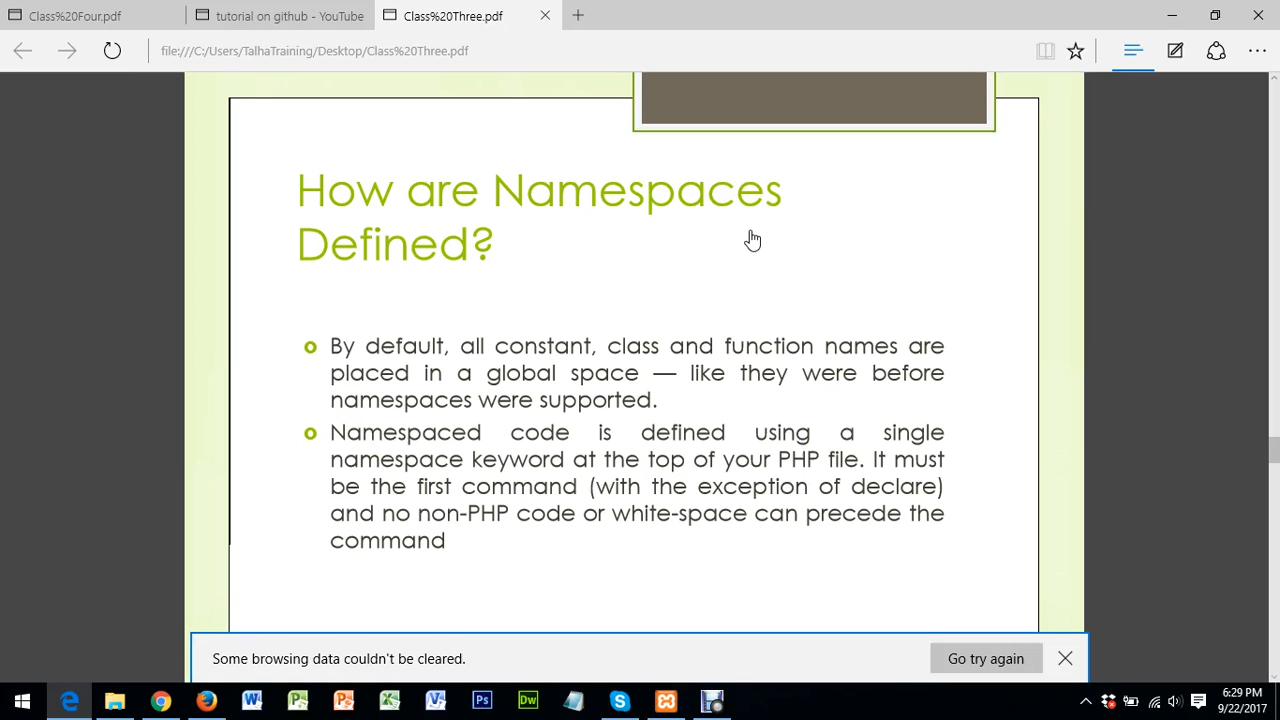 Class%20Four.pdf
tutorial on github - YouTube
Class%20Three.pdf
file:///C:/Users/TalhaTraining/Desktop/Class%20Three.pdf
How are Namespaces
Defined?
By default, all constant, class and function names are
placed in a global space — like they were before
namespaces were supported.
Namespaced code is defined using a single
namespace keyword at the top of your PHP file. It must
be the first command (with the exception of declare)
and no non-PHP code or white-space can precede the
command
Some browsing data couldn't be cleared.
Go try again
6:29 PM
9/22/2017